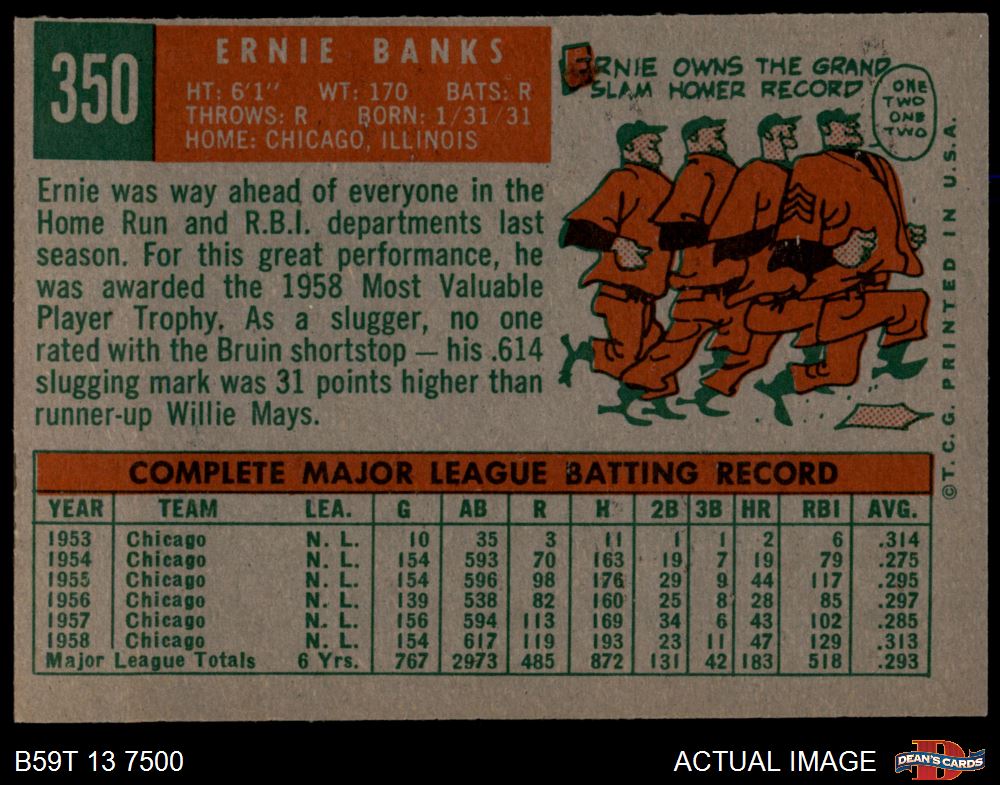 350
ERNIE BANKS
HT: 6'1" WT: 170 BATS: R
THROWS: R BORN: 1/31/31
HOME: CHICAGO, ILLINOIS
Ernie was way ahead of everyone in the
Home Run and R.B.I. departments last
season. For this great performance, he
was awarded the 1958 Most Valuable
Player Trophy. As a slugger, no one
rated with the Bruin shortstop — his .614
slugging mark was 31 points higher than
runner-up Willie Mays.
ERNIE OWNS THE GRAND
SLAM HOMER RECORD
ONE
TWO
ONE
TWO
©T.C.G. PRINTED IN U.S.A.
COMPLETE MAJOR LEAGUE BATTING RECORD
YEAR TEAM LEA. G AB R H 2B 3B HR RBI AVG.
1953 Chicago N. L. 10 35 3 11 1 1 2 6 .314
1954 Chicago N. L. 154 593 70 163 19 7 19 79 .275
1955 Chicago N. L. 154 596 98 176 29 9 44 117 .295
1956 Chicago N. L. 139 538 82 160 25 8 28 85 .297
1957 Chicago N. L. 156 594 113 169 34 6 43 102 .285
1958 Chicago N. L. 154 617 119 193 23 11 47 129 .313
Major League Totals 6 Yrs. 767 2973 485 872 131 42 183 518 .293
B59T 13 7500
ACTUAL IMAGE
D
DEAN'S CARDS